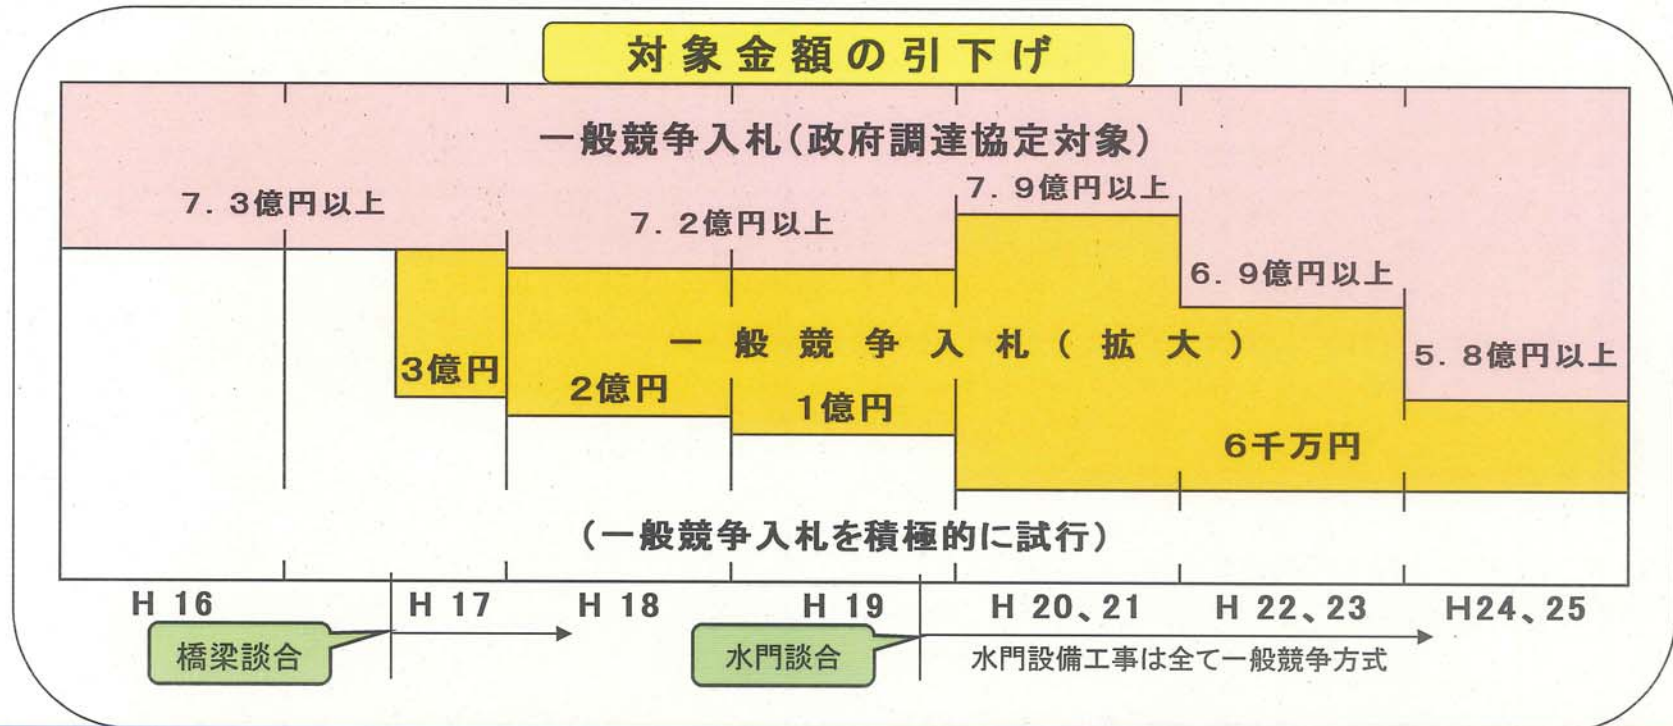 対象金額の引下げ
一般競争入札(政府調達協定対象)
7.3億円以上
7.2億円以上
7.9億円以上
6.9億円以上
5.8億円以上
一般競争入札(拡大)
3億円
2億円
1億円
6千万円
(一般競争入札を積極的に試行)
H 16
H 17
H 18
H 19
H 20、21
H 22、23
H24、25
橋梁談合
水門談合
水門設備工事は全て一般競争方式